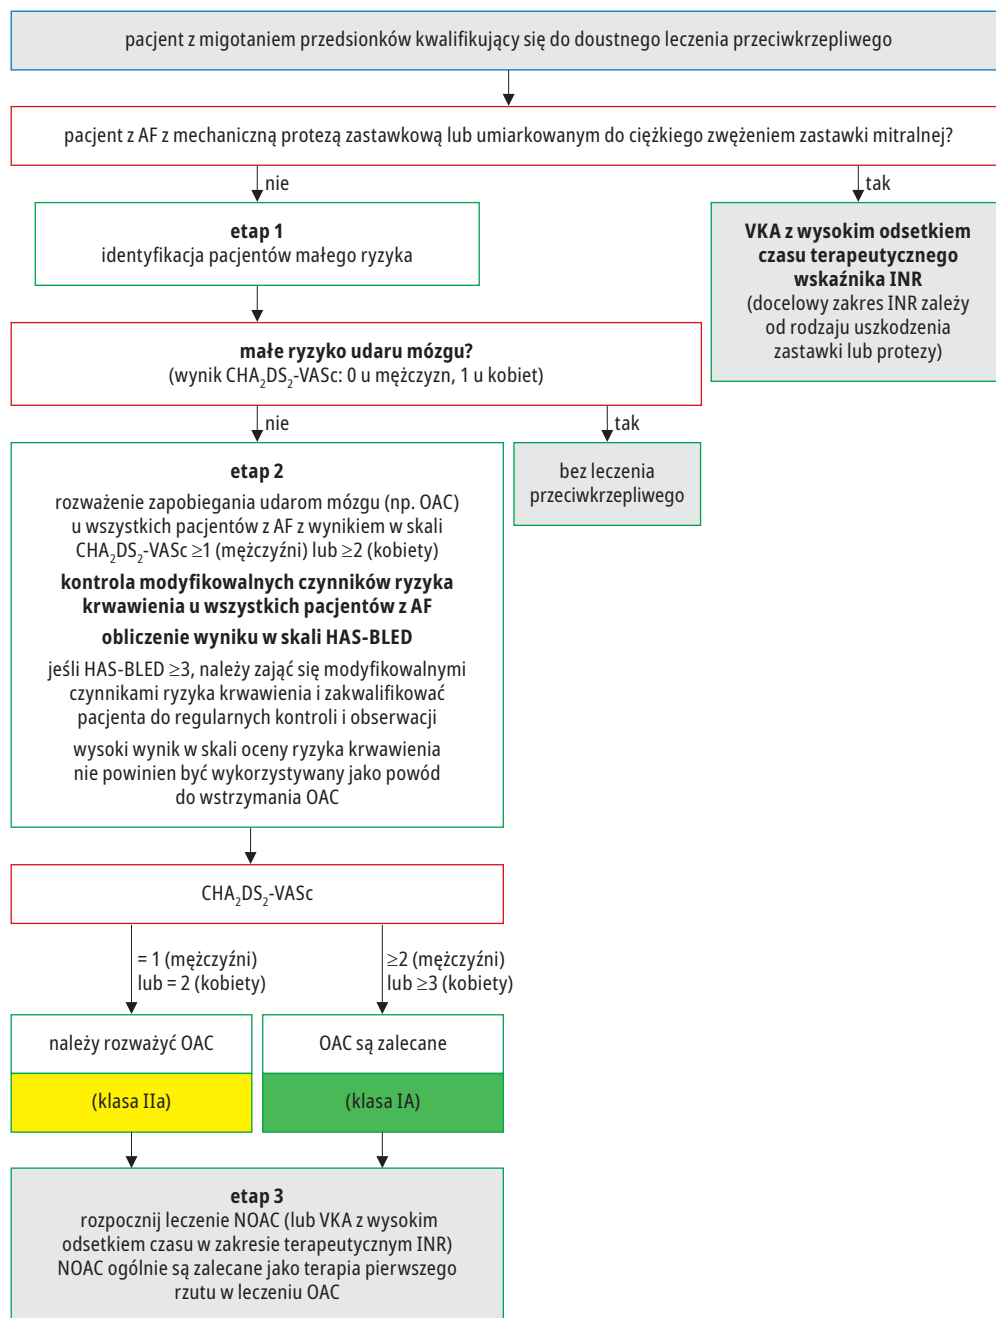 pacjent z migotaniem przedsionków kwalifikujący się do doustnego leczenia przeciwkrzepliwego
pacjent z AF z mechaniczną protezą zastawkową lub umiarkowanym do ciężkiego zwężeniem zastawki mitralnej?
nie
tak
etap 1
identyfikacja pacjentów małego ryzyka
VKA z wysokim odsetkiem
czasu terapeutycznego
wskaźnika INR
(docelowy zakres INR zależy
od rodzaju uszkodzenia
zastawki lub protezy)
małe ryzyko udaru mózgu?
(wynik CHA₂DS₂-VASc: 0 u mężczyzn, 1 u kobiet)
nie
tak
etap 2
rozważenie zapobiegania udarom mózgu (np. OAC)
u wszystkich pacjentów z AF z wynikiem w skali
CHA₂DS₂-VASc ≥1 (mężczyźni) lub ≥2 (kobiety)
kontrola modyfikowalnych czynników ryzyka
krwawienia u wszystkich pacjentów z AF
obliczenie wyniku w skali HAS-BLED
jeśli HAS-BLED ≥3, należy zająć się modyfikowalnymi
czynnikami ryzyka krwawienia i zakwalifikować
pacjenta do regularnych kontroli i obserwacji
wysoki wynik w skali oceny ryzyka krwawienia
nie powinien być wykorzystywany jako powód
do wstrzymania OAC
bez leczenia
przeciwkrzepliwego
CHA₂DS₂-VASc
= 1 (mężczyźni)
lub = 2 (kobiety)
≥2 (mężczyźni)
lub ≥3 (kobiety)
należy rozważyć OAC
(klasa IIa)
OAC są zalecane
(klasa IA)
etap 3
rozpocznij leczenie NOAC (lub VKA z wysokim
odsetkiem czasu w zakresie terapeutycznym INR)
NOAC ogólnie są zalecane jako terapia pierwszego
rzutu w leczeniu OAC